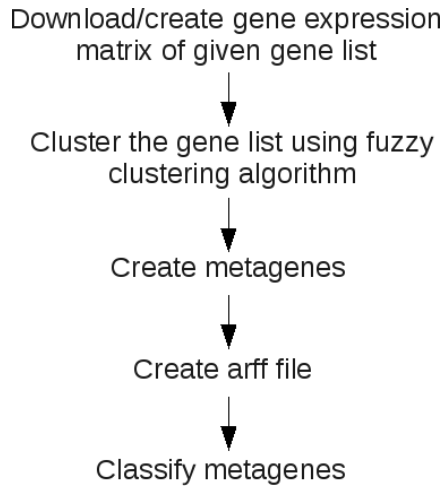 Download/create gene expression
matrix of given gene list
Cluster the gene list using fuzzy
clustering algorithm
Create metagenes
Create arff file
Classify metagenes